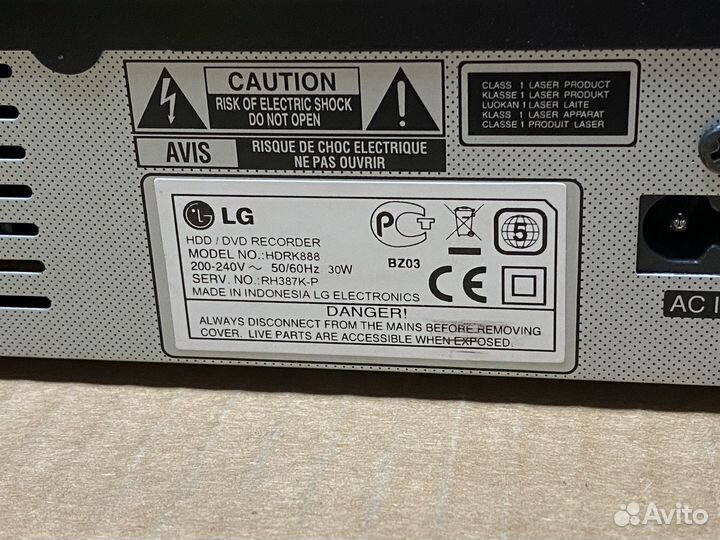 CAUTION
RISK OF ELECTRIC SHOCK
DO NOT OPEN
AVIS
RISQUE DE CHOC ELECTRIQUE
NE PAS OUVRIR
CLASS 1 LASER PRODUCT
KLASSE 1 LASER PRODUKT
LUOKAN 1 LASER LAITE
KLASS 1 LASER APPARAT
CLASSE 1 PRODUIT LASER
LG
HDD / DVD RECORDER
MODEL NO.:HDRK888
200-240V ~ 50/60Hz 30W
SERV. NO.:RH387K-P
MADE IN INDONESIA LG ELECTRONICS
РСТ
BZ03
5
CE
DANGER!
ALWAYS DISCONNECT FROM THE MAINS BEFORE REMOVING
COVER. LIVE PARTS ARE ACCESSIBLE WHEN EXPOSED.
AC I
Avito